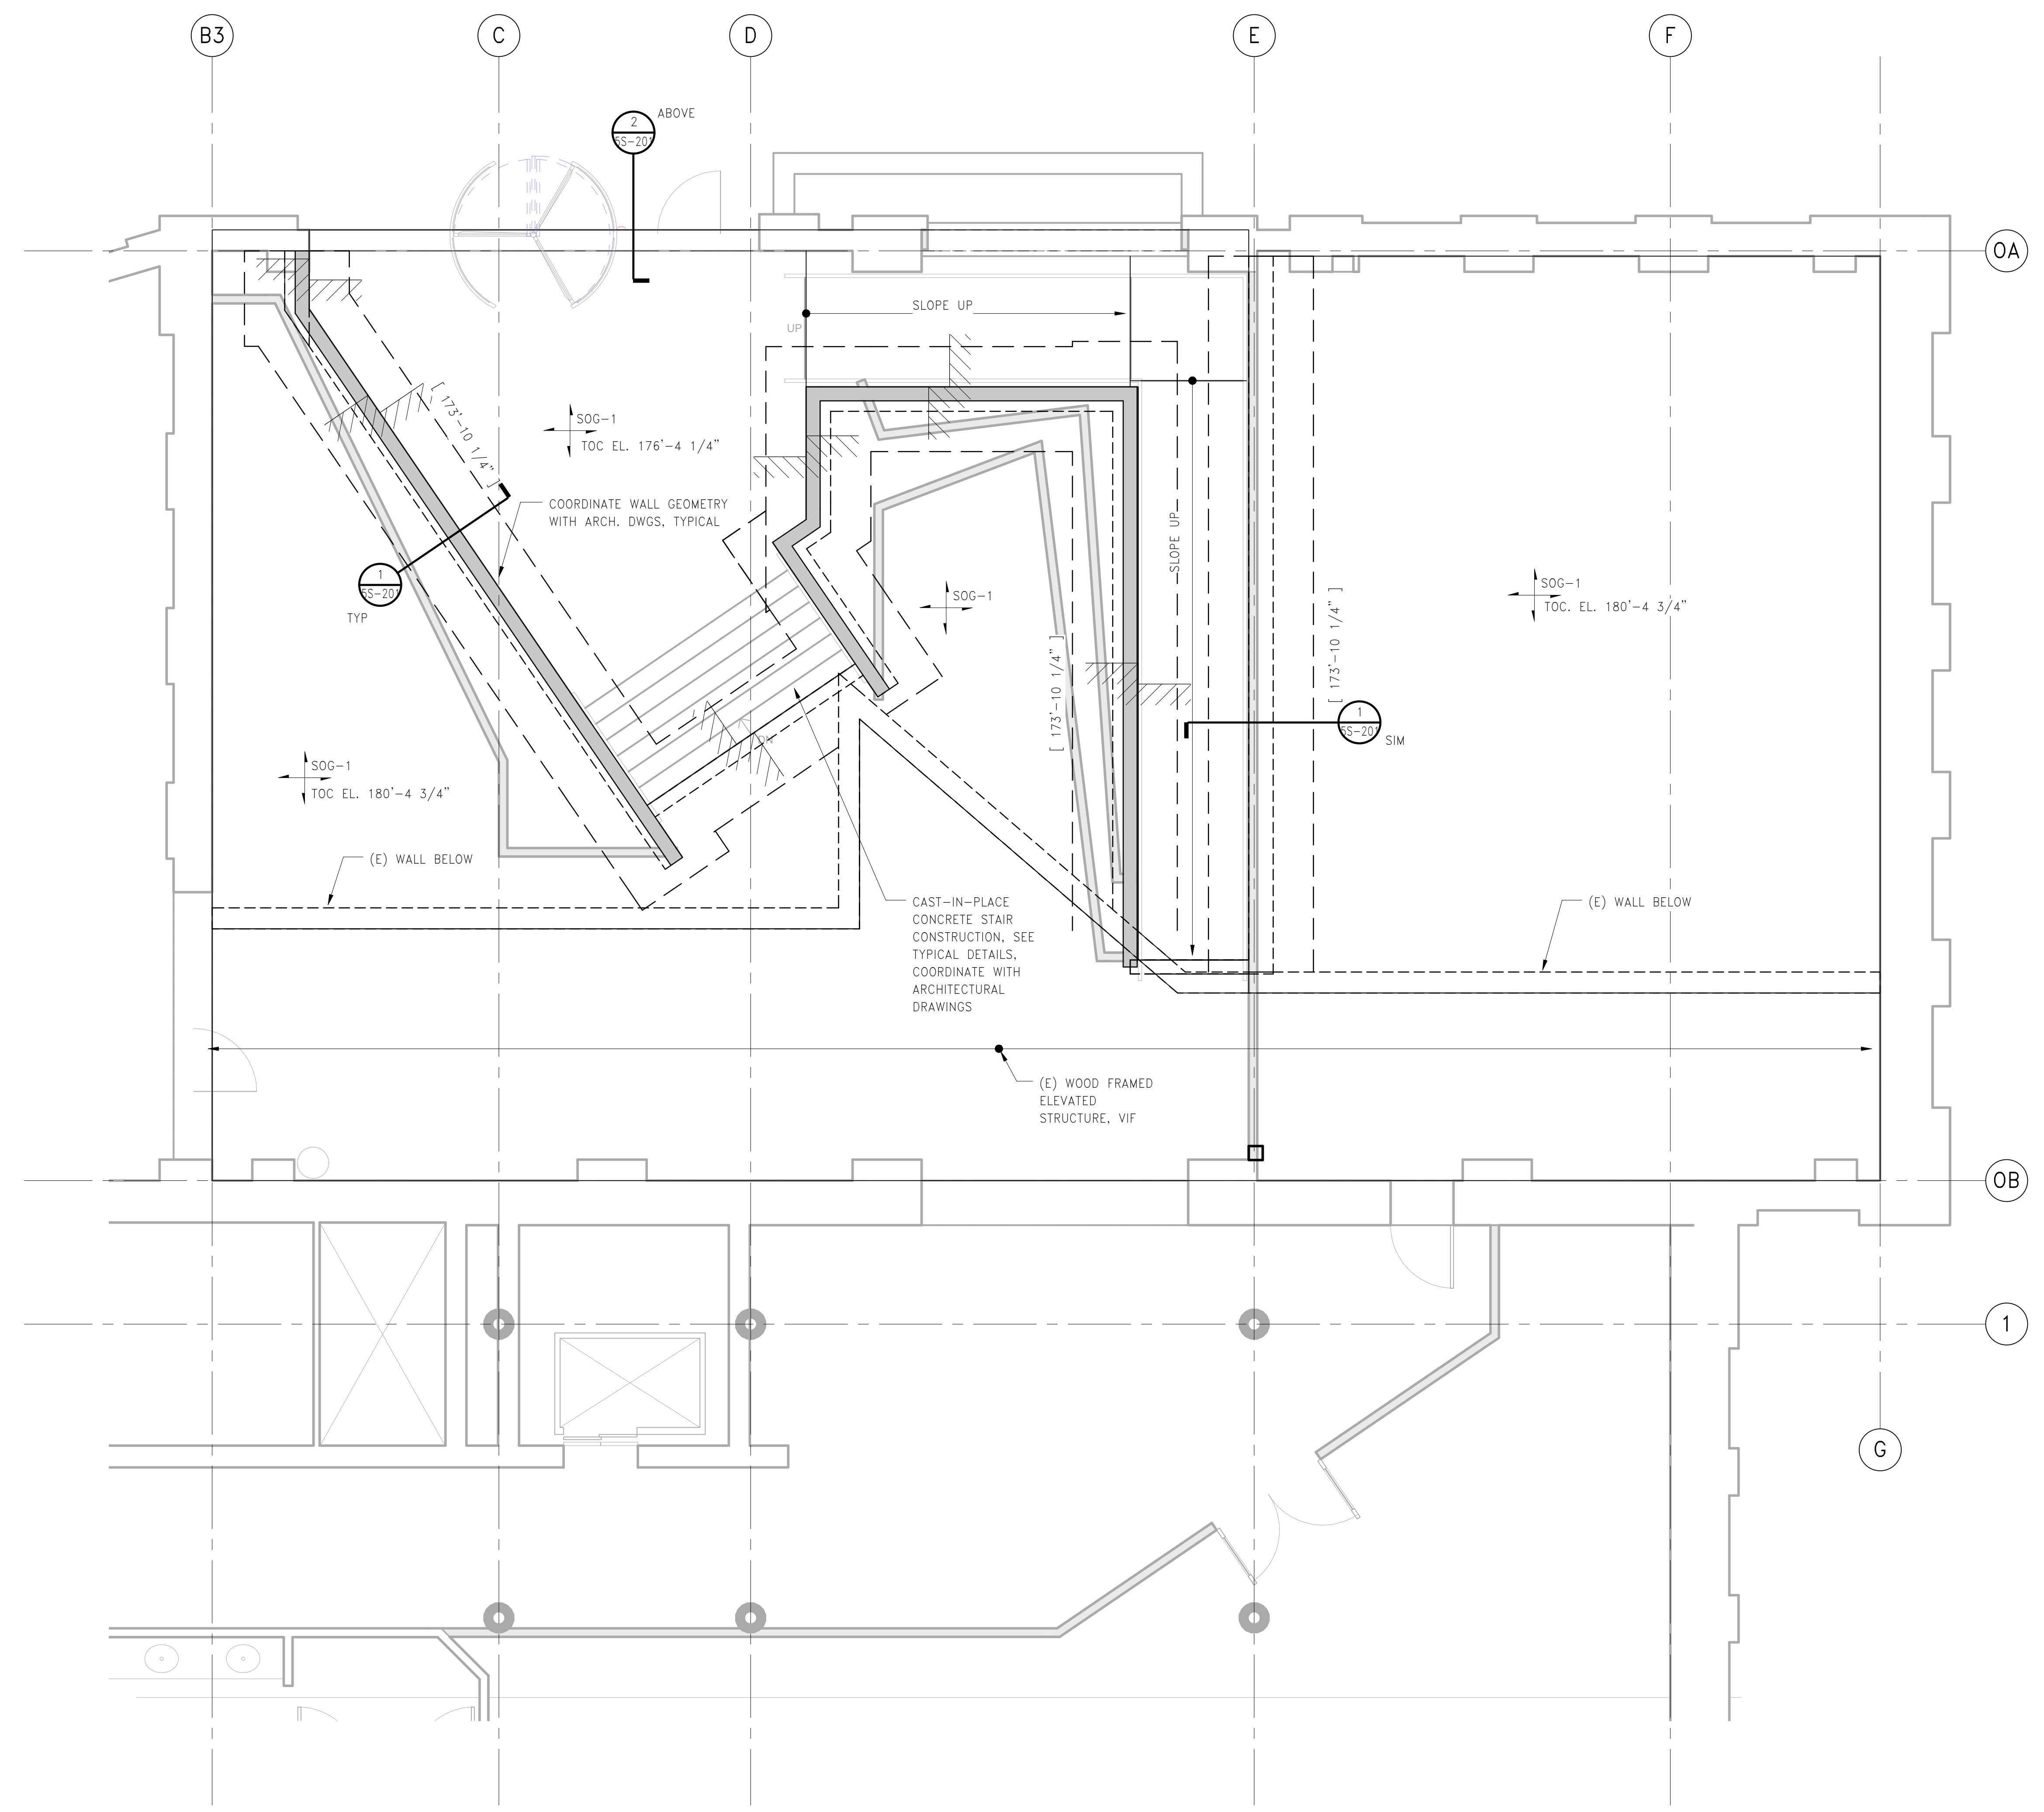 B3
C
D
E
F
2
5S-201
ABOVE
OA
SLOPE UP
UP
[ 173'-10 1/4" ]
SOG-1
TOC EL. 176'-4 1/4"
COORDINATE WALL GEOMETRY
WITH ARCH. DWGS, TYPICAL
SLOPE UP
1
5S-201
TYP
SOG-1
SOG-1
TOC. EL. 180'-4 3/4"
[ 173'-10 1/4" ]
[ 173'-10 1/4" ]
1
5S-201
SIM
DN
SOG-1
TOC EL. 180'-4 3/4"
(E) WALL BELOW
CAST-IN-PLACE
CONCRETE STAIR
CONSTRUCTION, SEE
TYPICAL DETAILS,
COORDINATE WITH
ARCHITECTURAL
DRAWINGS
(E) WALL BELOW
(E) WOOD FRAMED
ELEVATED
STRUCTURE, VIF
OB
1
G